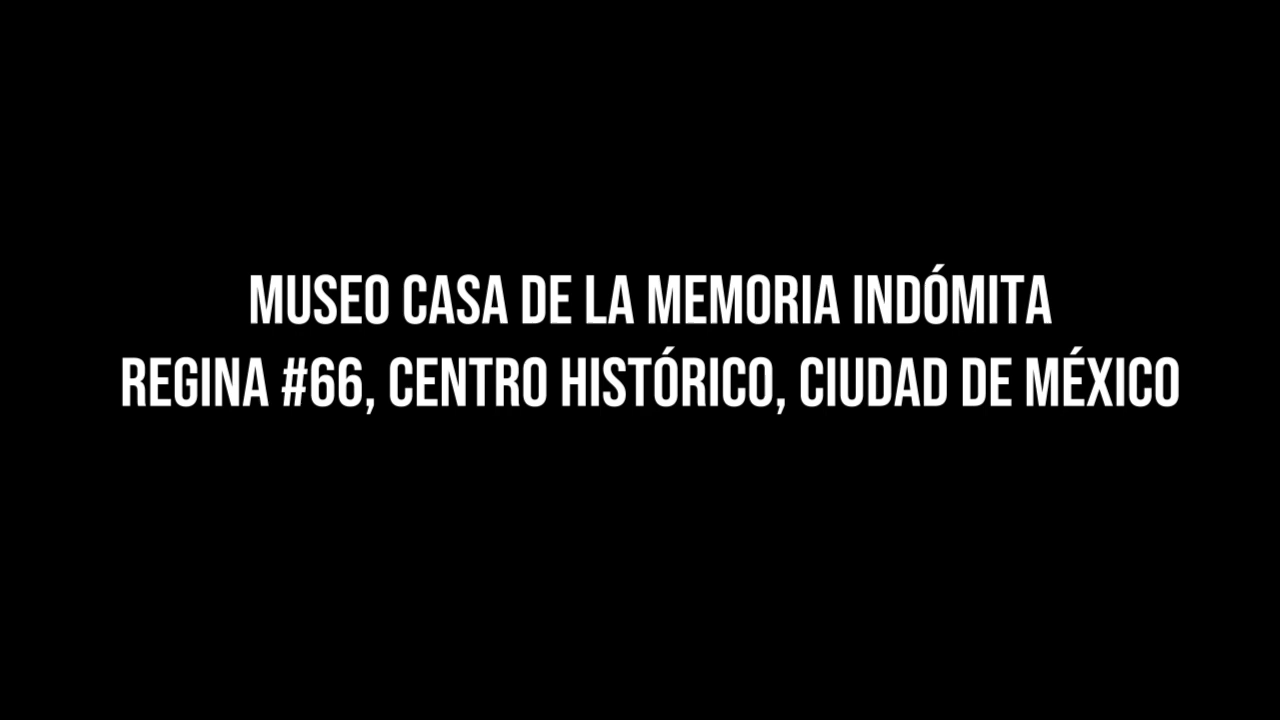 MUSEO CASA DE LA MEMORIA INDÓMITA
REGINA #66, CENTRO HISTÓRICO, CIUDAD DE MÉXICO